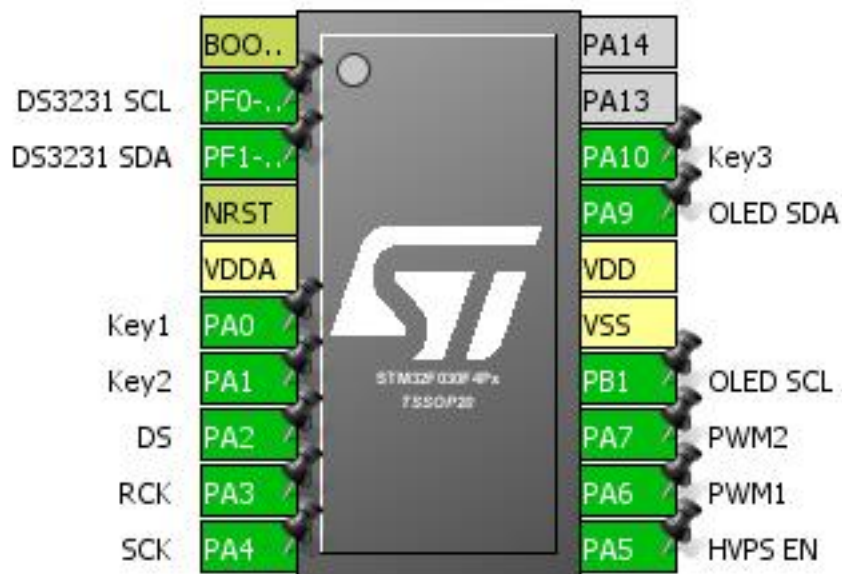 BOO..
DS3231 SCL PF0-..
DS3231 SDA PF1-..
NRST
VDDA
Key1 PA0
Key2 PA1
DS PA2
RCK PA3
SCK PA4
STM32F030F4Px
TSSOP20
PA14
PA13
PA10 Key3
PA9 OLED SDA
VDD
VSS
PB1 OLED SCL
PA7 PWM2
PA6 PWM1
PA5 HVPS EN